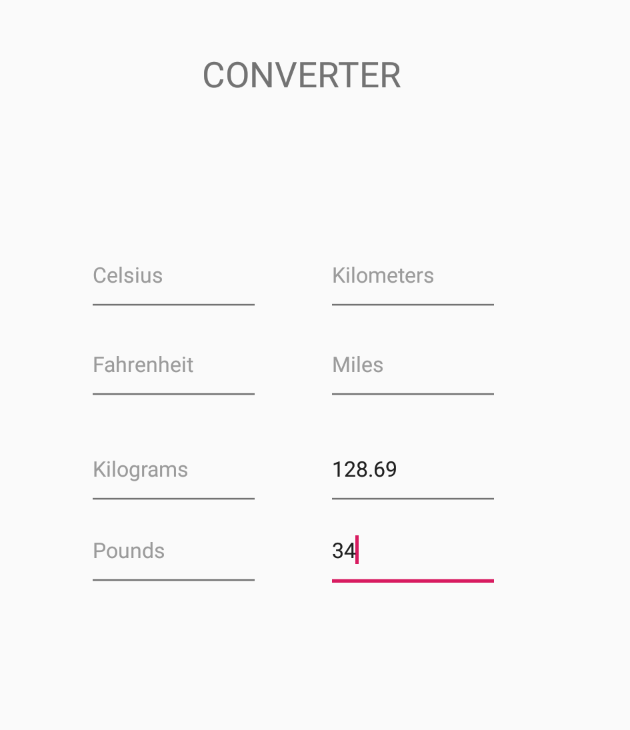 CONVERTER
Celsius
Kilometers
Fahrenheit
Miles
Kilograms
128.69
Pounds
34